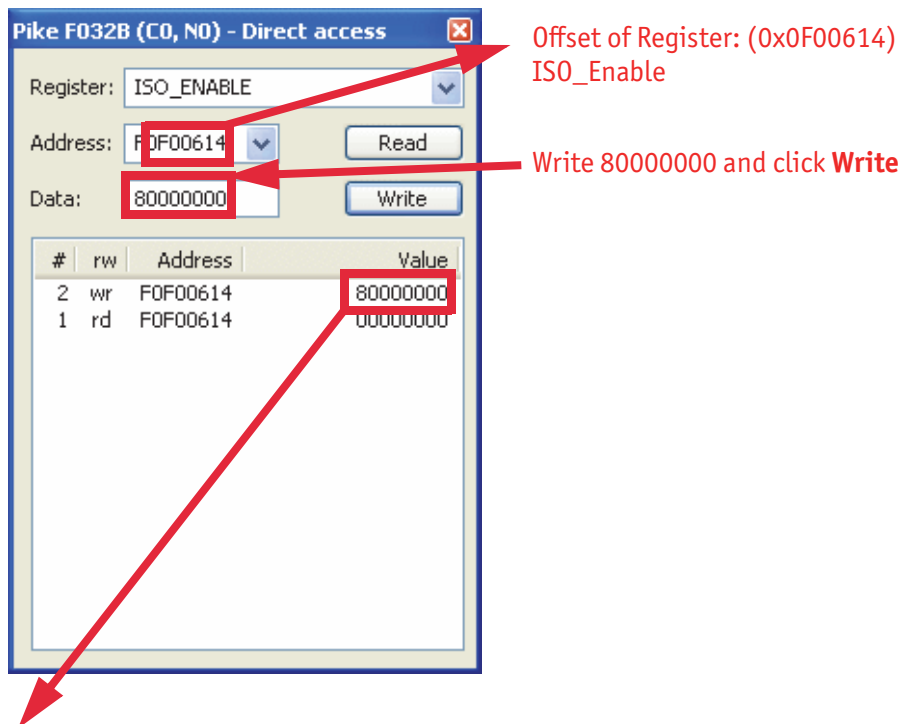 Pike F032B (C0, N0) - Direct access
Offset of Register: (0x0F00614)
ISO_Enable
Register: ISO_ENABLE
Address: F0F00614 Read
Write 80000000 and click Write
Data: 80000000 Write
# rw Address Value
2 wr F0F00614 80000000
1 rd F0F00614 00000000